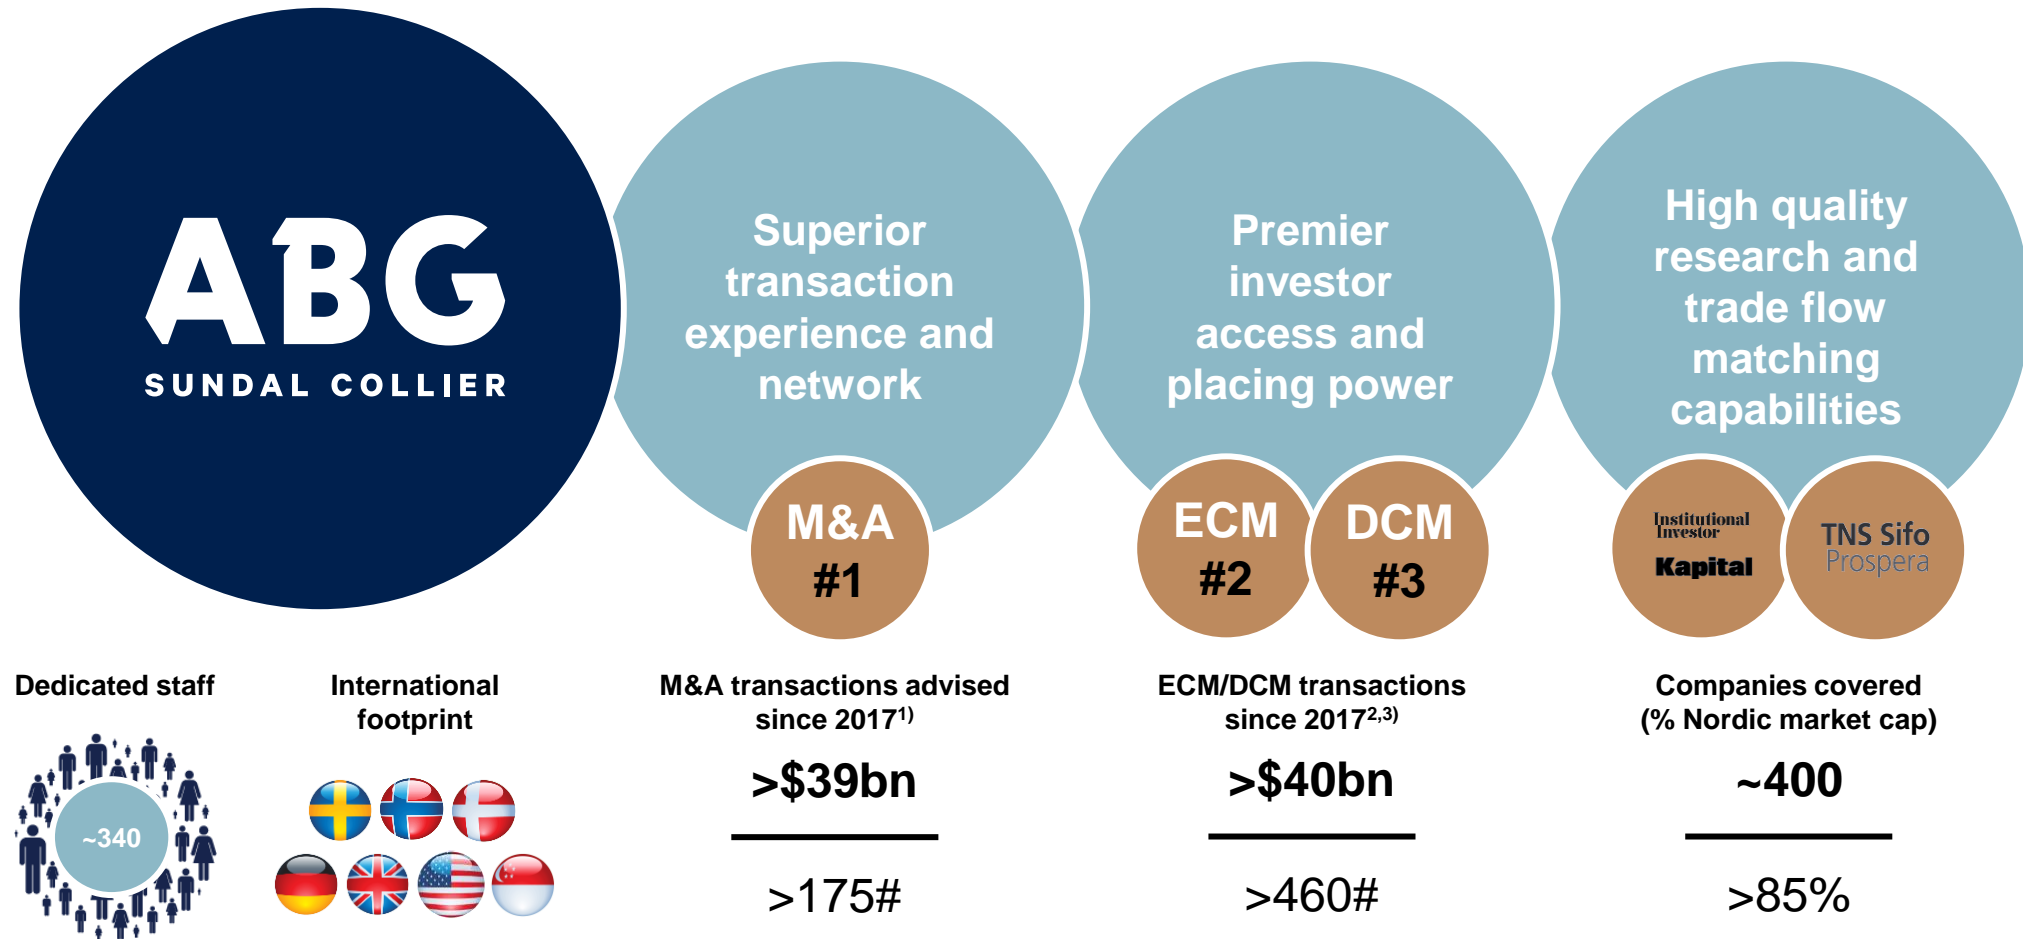 ABG
SUNDAL COLLIER
Superior
transaction
experience and
network
M&A
#1
Premier
investor
access and
placing power
ECM
#2
DCM
#3
High quality
research and
trade flow
matching
capabilities
Institutional
Investor
Kapital
TNS Sifo
Prospera
Dedicated staff
~340
International
footprint
M&A transactions advised
since 2017¹⁾
>$39bn
>175#
ECM/DCM transactions
since 2017²,³⁾
>$40bn
>460#
Companies covered
(% Nordic market cap)
~400
>85%